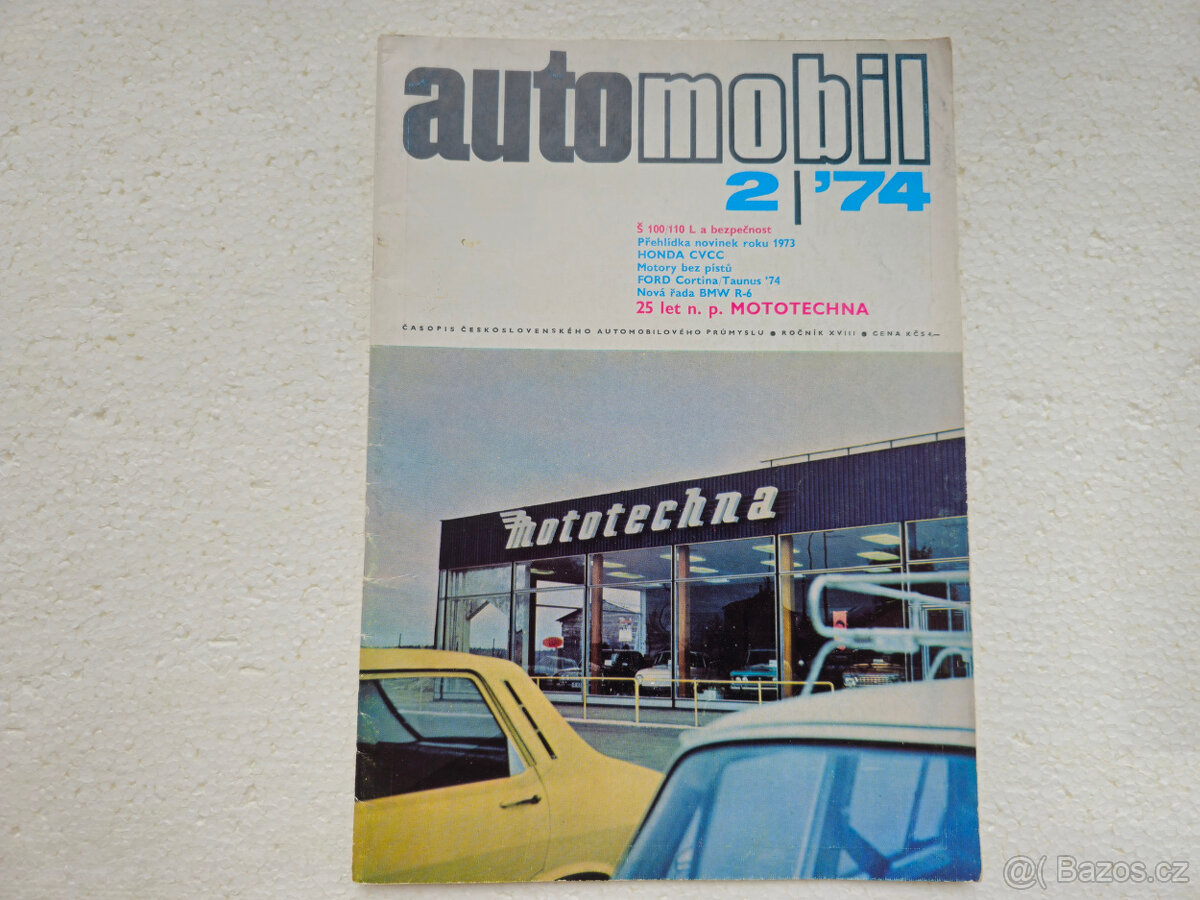 automobil
2 | '74
Š 100/110 L a bezpečnost
Přehlídka novinek roku 1973
HONDA CVCC
Motory bez pístů
FORD Cortina/Taunus '74
Nová řada BMW R-6
25 let n. p. MOTOTECHNA
ČASOPIS ČESKOSLOVENSKÉHO AUTOMOBILOVÉHO PRŮMYSLU ● ROČNÍK XVIII ● CENA KČS 4,—
mototechna
Bazos.cz